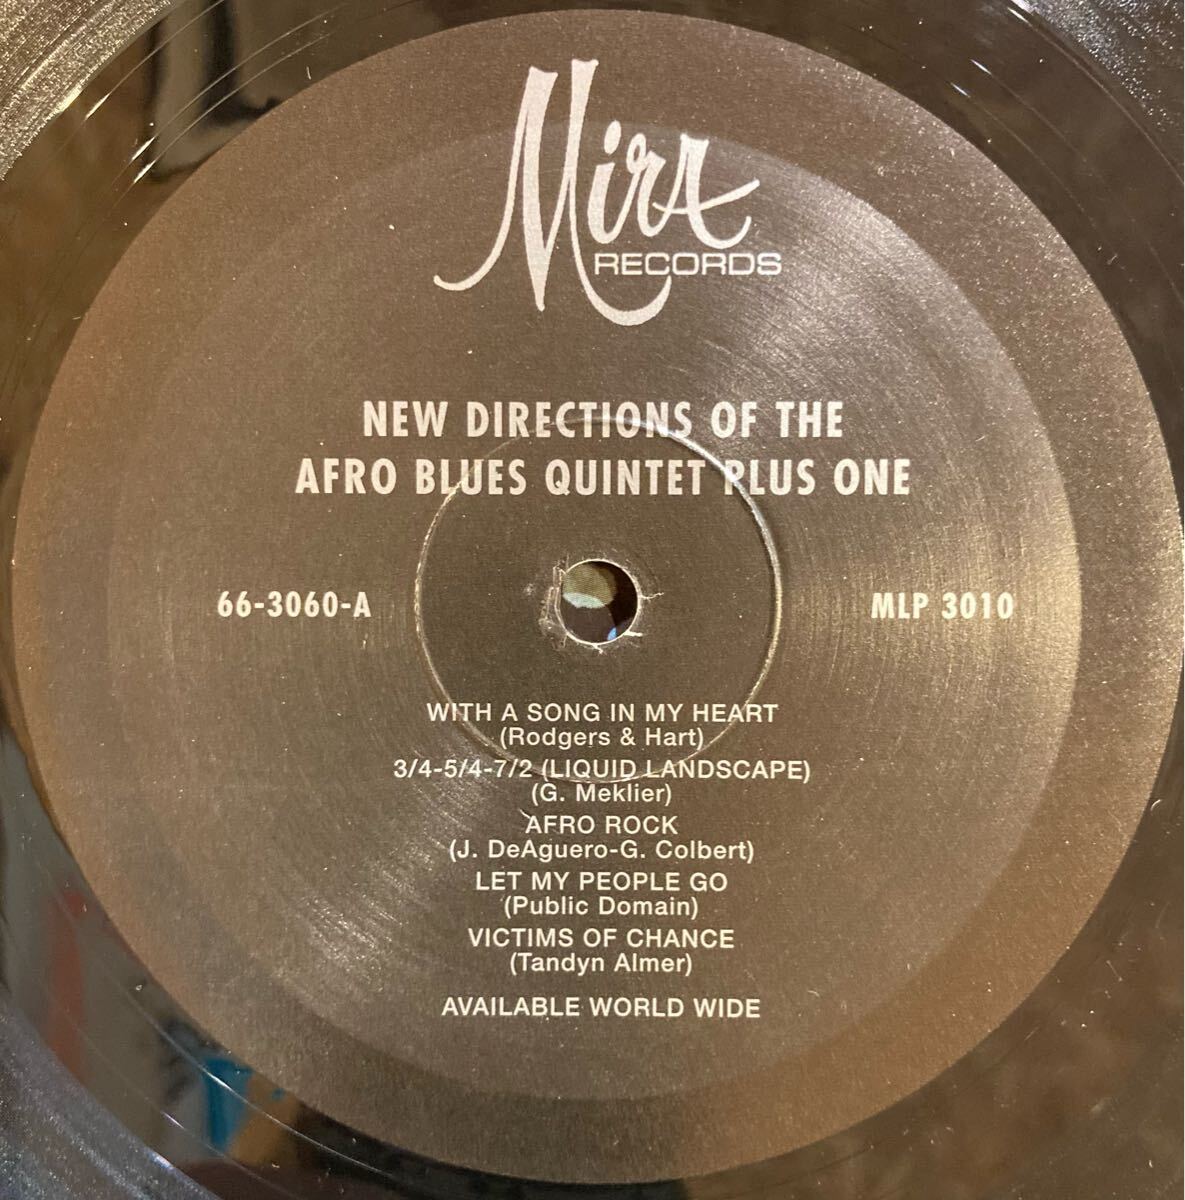 Mira
RECORDS
NEW DIRECTIONS OF THE
AFRO BLUES QUINTET PLUS ONE
66-3060-A
MLP 3010
WITH A SONG IN MY HEART
(Rodgers & Hart)
3/4-5/4-7/2 (LIQUID LANDSCAPE)
(G. Meklier)
AFRO ROCK
(J. DeAguero-G. Colbert)
LET MY PEOPLE GO
(Public Domain)
VICTIMS OF CHANCE
(Tandyn Almer)
AVAILABLE WORLD WIDE